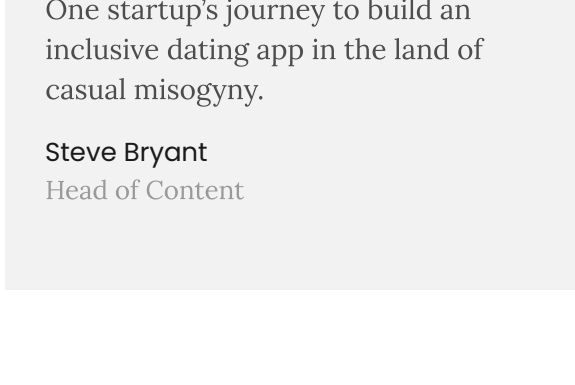 One startup’s journey to build an
inclusive dating app in the land of
casual misogyny.
Steve Bryant
Head of Content